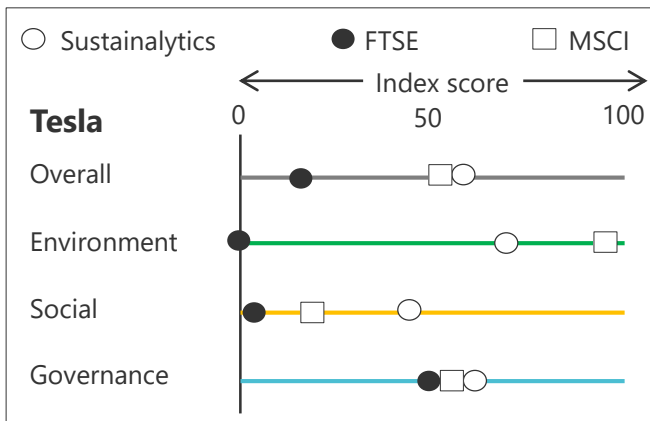 Sustainalytics FTSE MSCI
Index score
Tesla 0 50 100
Overall
Environment
Social
Governance